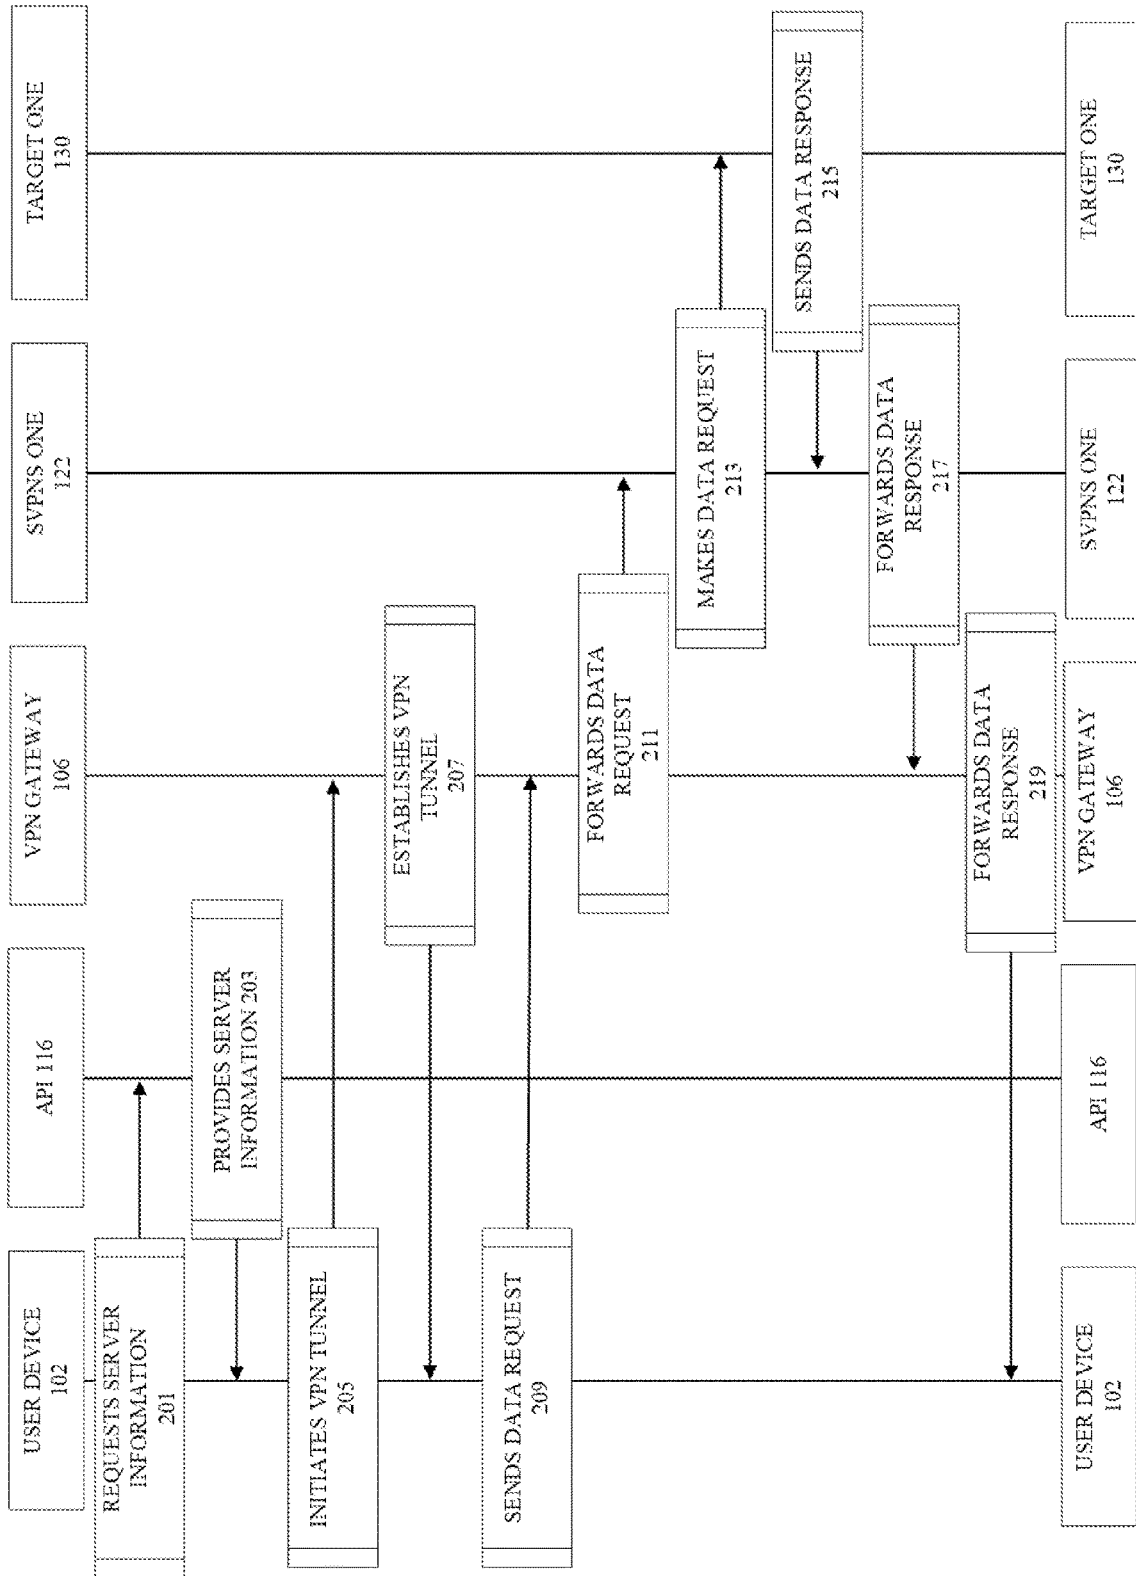 USER DEVICE
102
API 116
VPN GATEWAY
106
SVPNS ONE
122
TARGET ONE
130
REQUESTS SERVER
INFORMATION
201
PROVIDES SERVER
INFORMATION 203
INITIATES VPN TUNNEL
205
ESTABLISHES VPN
TUNNEL
207
SENDS DATA REQUEST
209
FORWARDS DATA
REQUEST
211
MAKES DATA REQUEST
213
SENDS DATA RESPONSE
215
FORWARDS DATA
RESPONSE
217
FORWARDS DATA
RESPONSE
219
USER DEVICE
102
API 116
VPN GATEWAY
106
SVPNS ONE
122
TARGET ONE
130